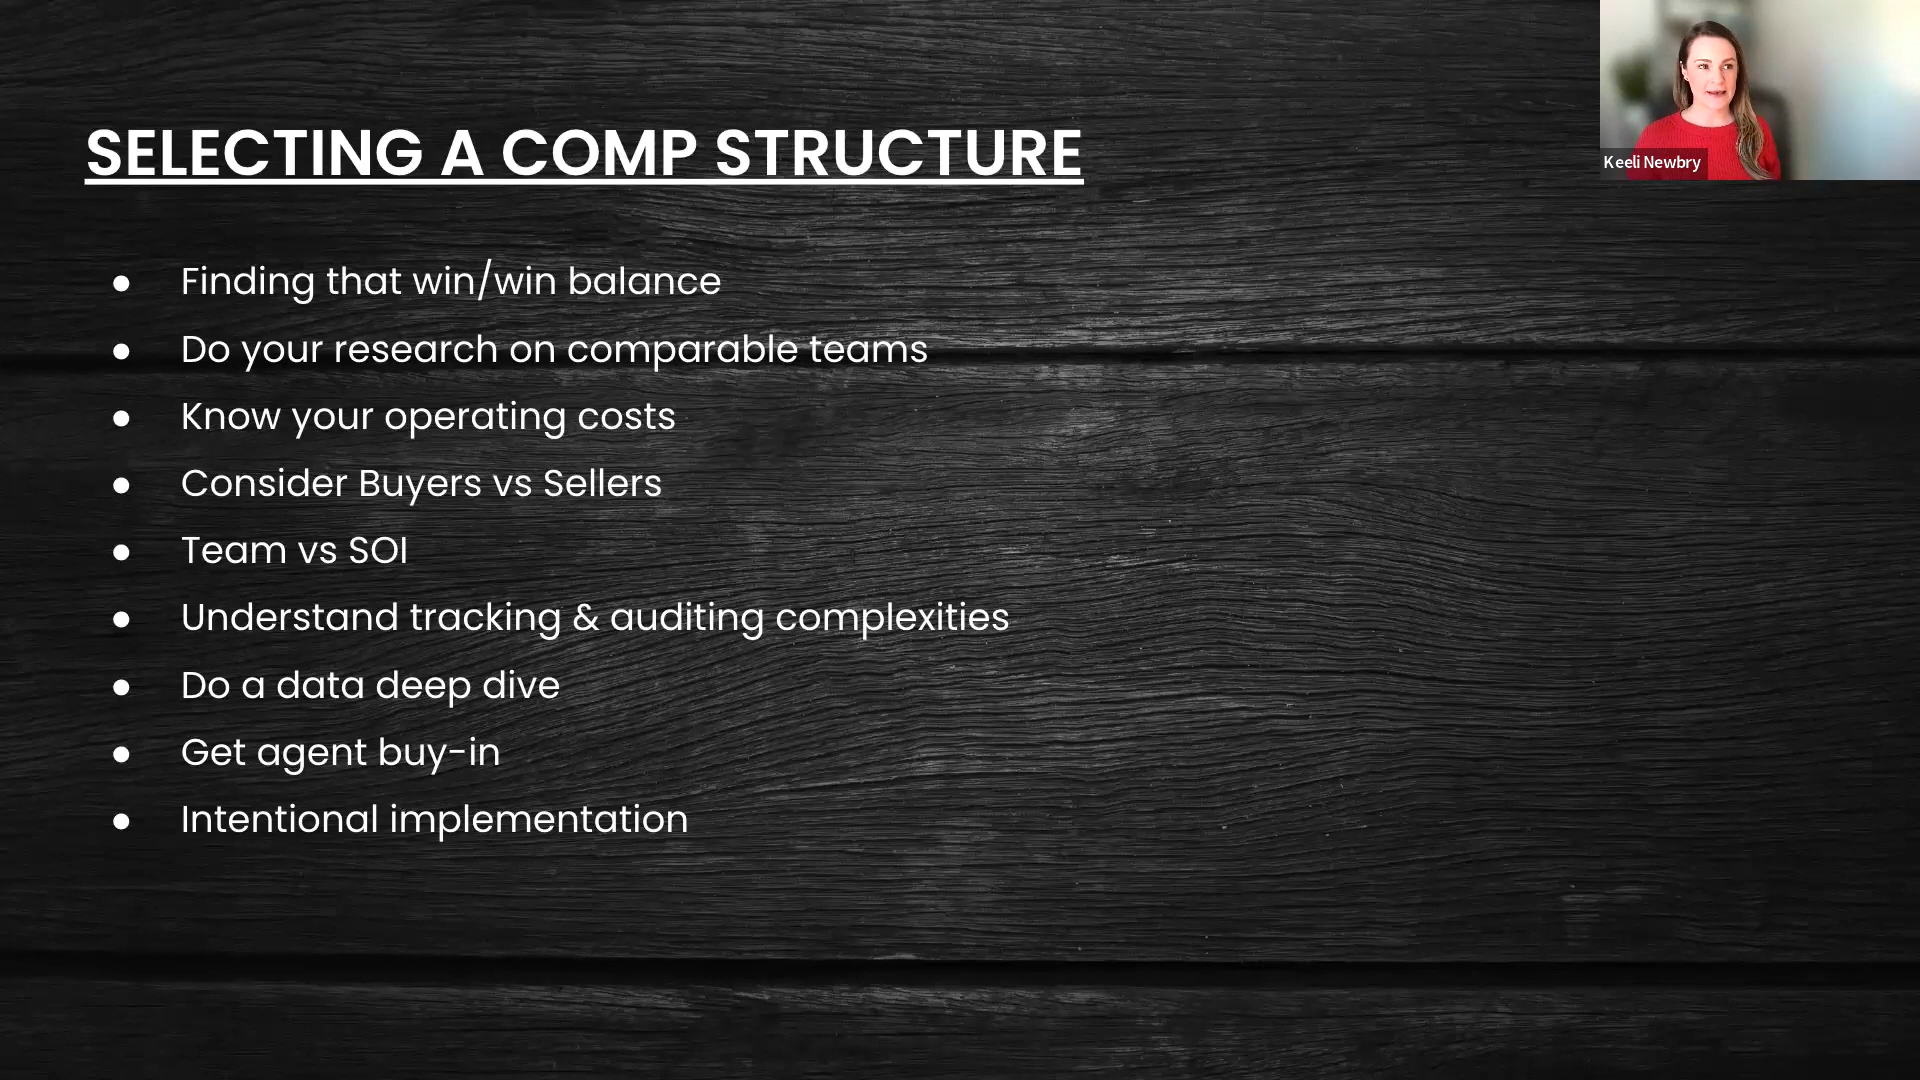 SELECTING A COMP STRUCTURE
Keeli Newbry
● Finding that win/win balance
● Do your research on comparable teams
● Know your operating costs
● Consider Buyers vs Sellers
● Team vs SOI
● Understand tracking & auditing complexities
● Do a data deep dive
● Get agent buy-in
● Intentional implementation